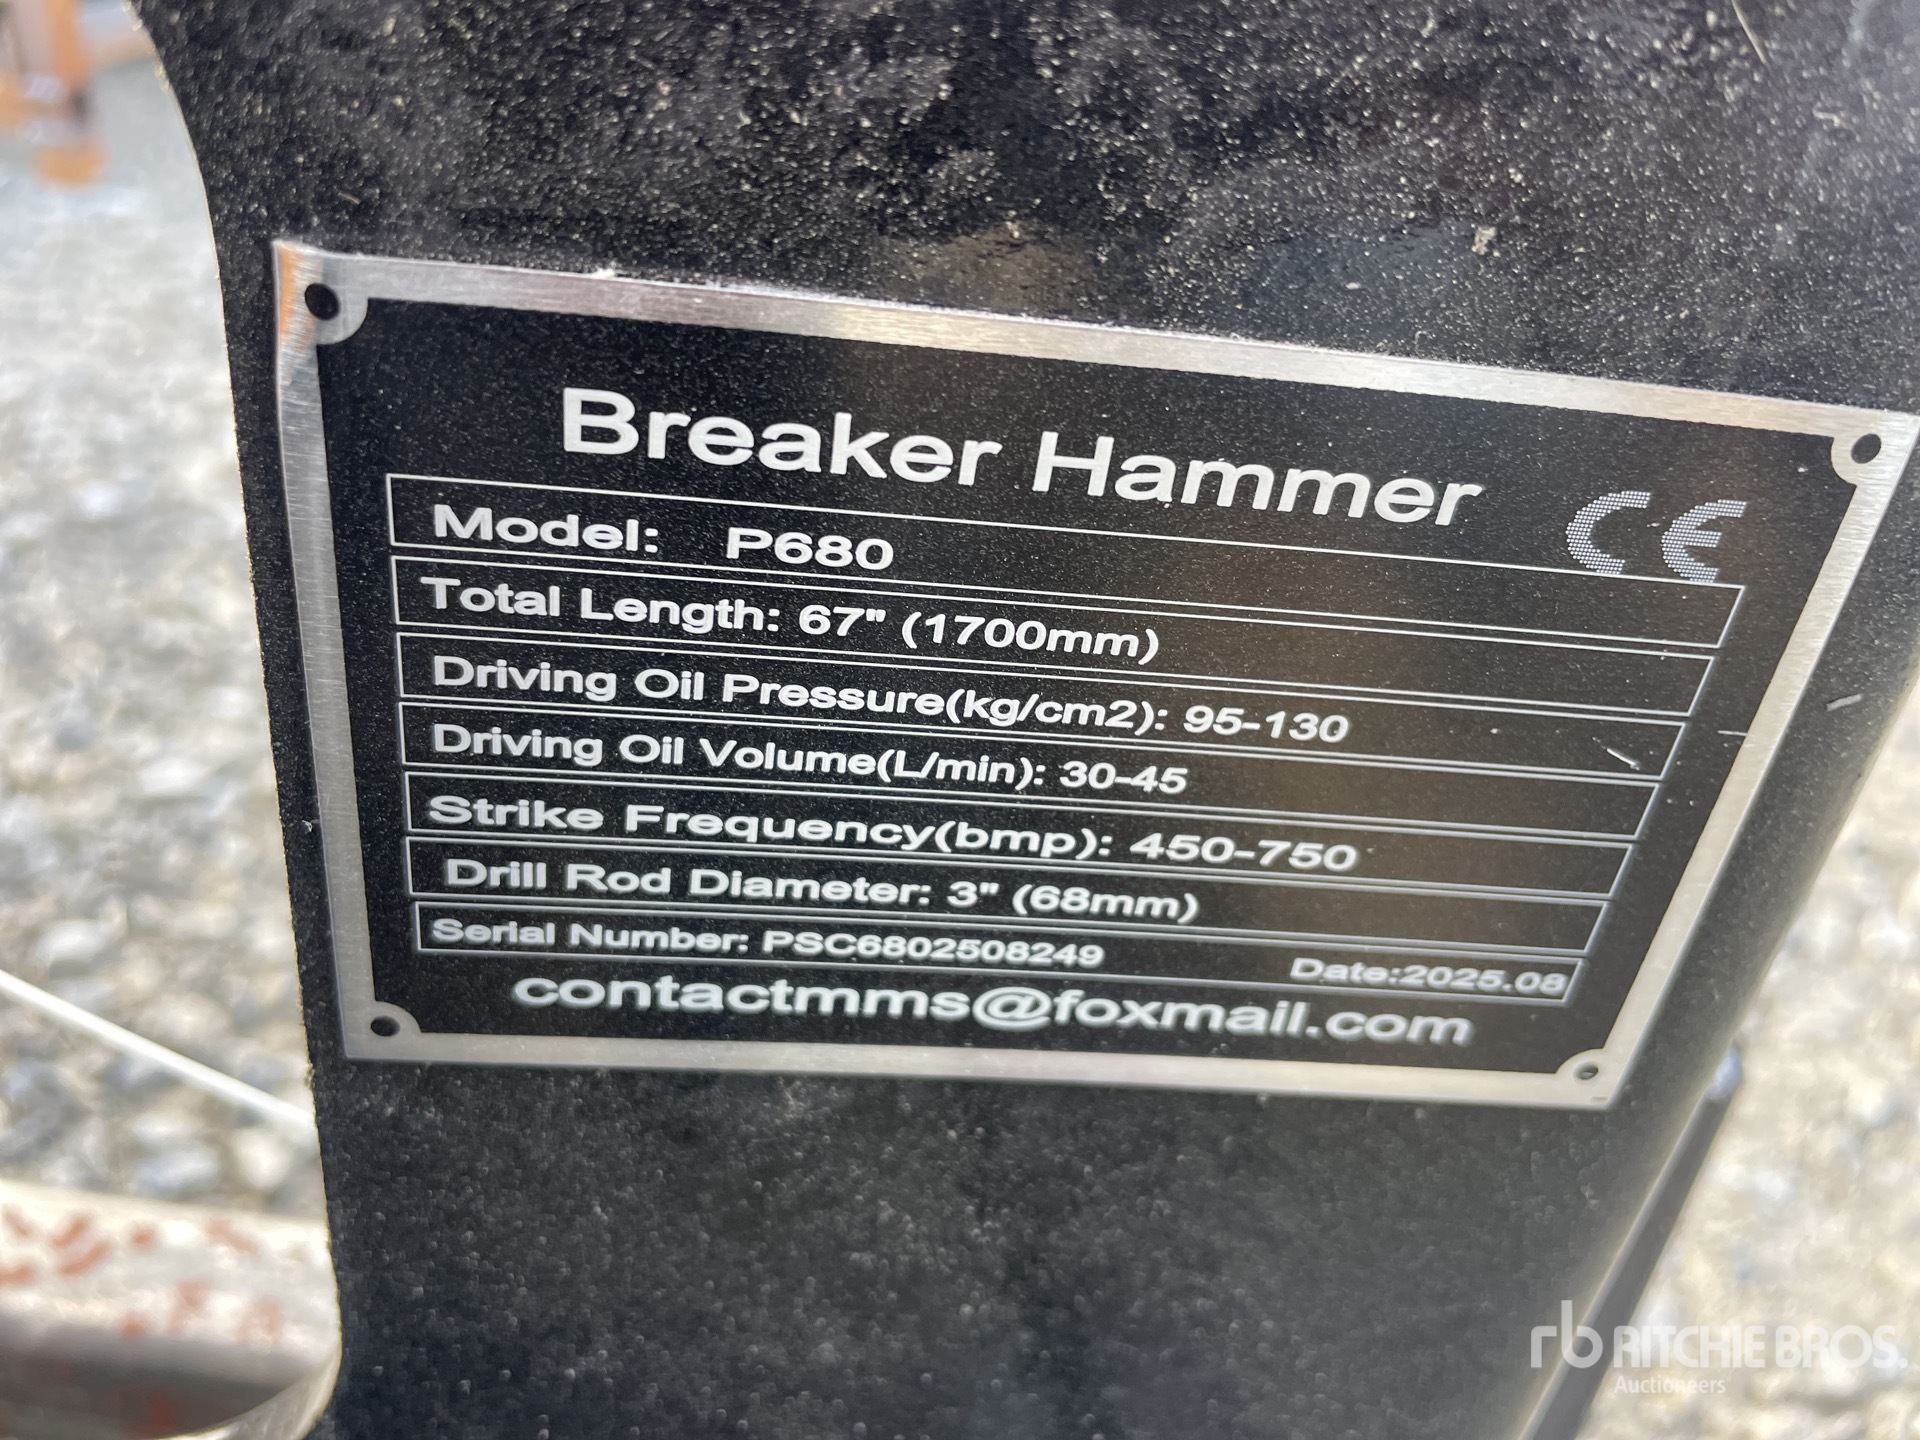 Breaker Hammer
CE
Model: P680
Total Length: 67" (1700mm)
Driving Oil Pressure(kg/cm2): 95-130
Driving Oil Volume(L/min): 30-45
Strike Frequency(bmp): 450-750
Drill Rod Diameter: 3" (68mm)
Serial Number: PSC6802508249 Date:2025.08
contactmms@foxmail.com
rb RITCHIE BROS.
Auctioneers